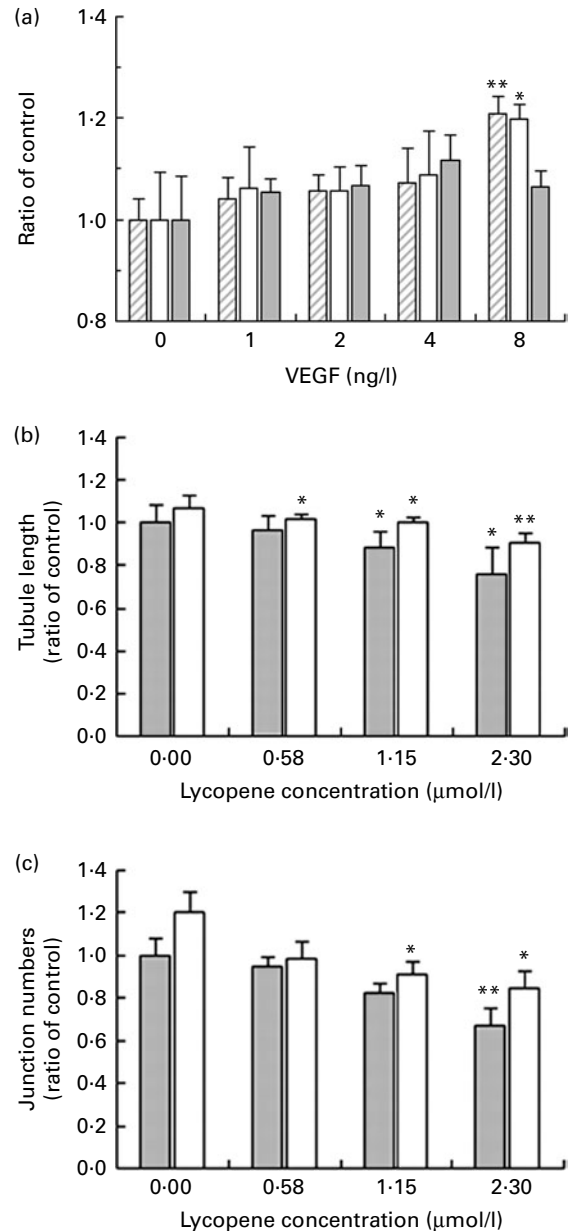 (a)
1·4
1·2
1·0
0·8
Ratio of control
** *
0 1 2 4 8
VEGF (ng/l)
(b)
1·4
1·2
1·0
0·8
0·6
0·4
0·2
0·0
Tubule length
(ratio of control)
* * * * **
0·00 0·58 1·15 2·30
Lycopene concentration (μmol/l)
(c)
1·4
1·2
1·0
0·8
0·6
0·4
0·2
0·0
Junction numbers
(ratio of control)
* ** *
0·00 0·58 1·15 2·30
Lycopene concentration (μmol/l)